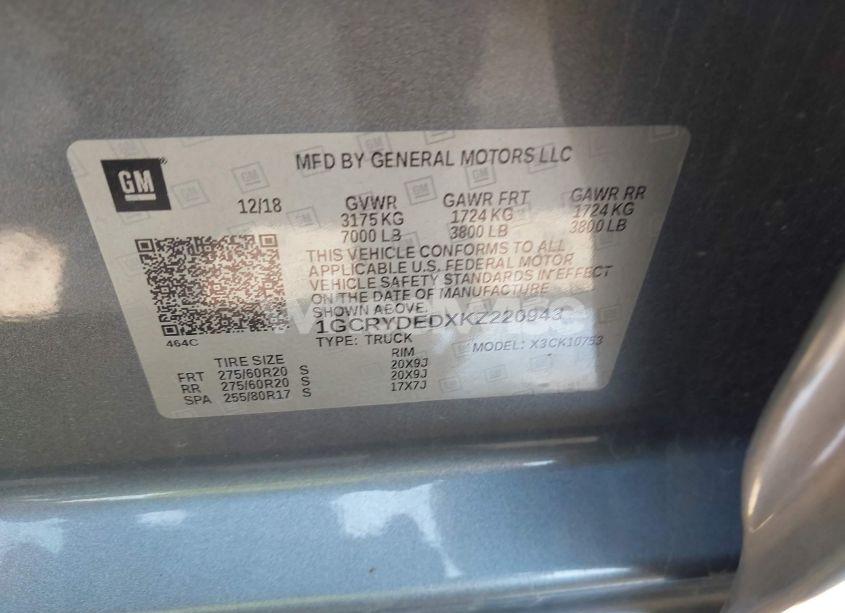 GM
MFD BY GENERAL MOTORS LLC
12/18 GVWR GAWR FRT GAWR RR
3175 KG 1724 KG 1724 KG
7000 LB 3800 LB 3800 LB
THIS VEHICLE CONFORMS TO ALL
APPLICABLE U.S. FEDERAL MOTOR
VEHICLE SAFETY STANDARDS IN EFFECT
ON THE DATE OF MANUFACTURE
SHOWN ABOVE.
1GCRYDEDXKZ220943
464C TYPE: TRUCK MODEL: X3CK10753
TIRE SIZE RIM
FRT 275/60R20 S 20X9J
RR 275/60R20 S 20X9J
SPA 255/80R17 S 17X7J